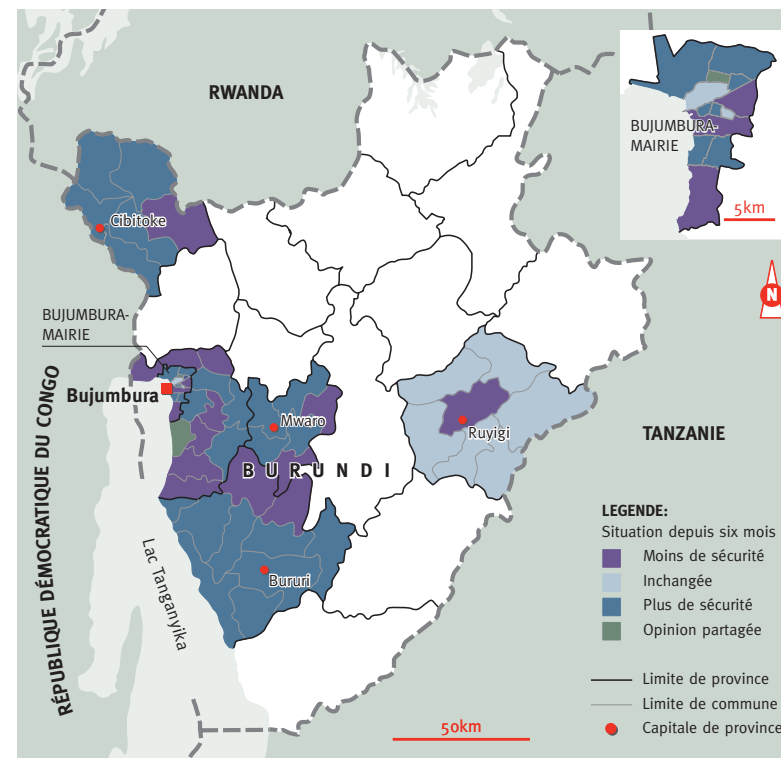 RWANDA
BUJUMBURA-
MAIRIE
5km
Cibitoke
N
BUJUMBURA-
MAIRIE
Bujumbura
Mwaro
Ruyigi
TANZANIE
BURUNDI
RÉPUBLIQUE DÉMOCRATIQUE DU CONGO
Lac Tanganyika
Bururi
LEGENDE:
Situation depuis six mois
Moins de sécurité
Inchangée
Plus de sécurité
Opinion partagée
Limite de province
Limite de commune
Capitale de province
50km